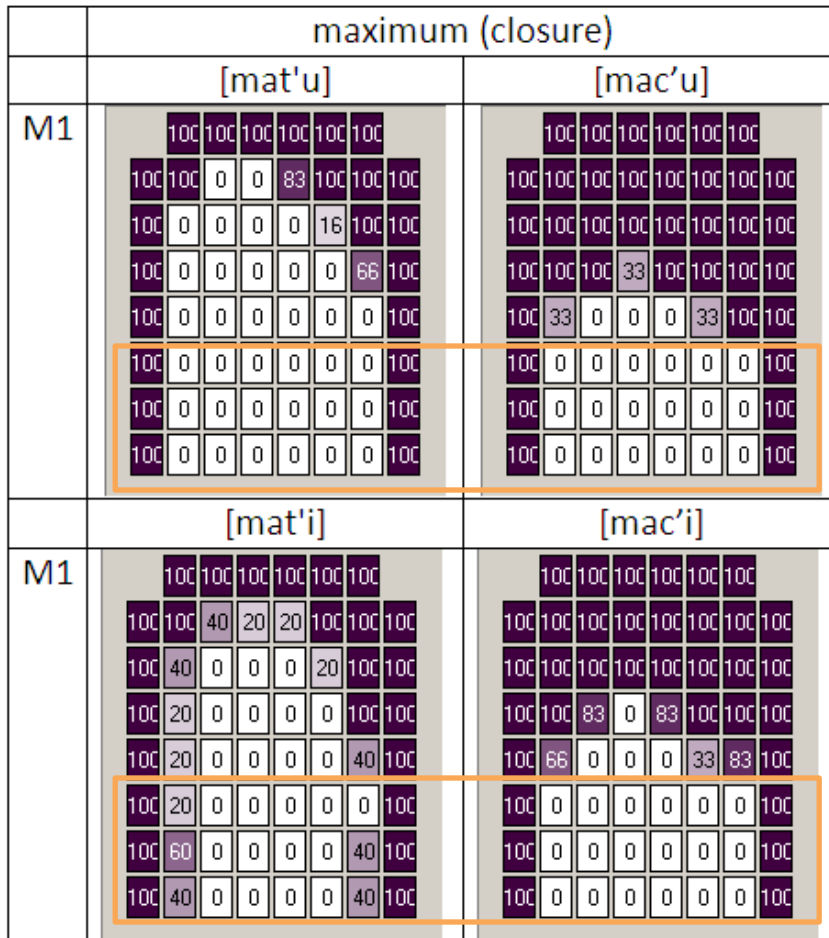 maximum (closure)
[mat'u] [mac’u]
M1
100 100 100 100 100 100
100 100 0 0 83 100 100 100
100 0 0 0 0 16 100 100
100 0 0 0 0 0 66 100
100 0 0 0 0 0 0 100
100 0 0 0 0 0 0 100
100 0 0 0 0 0 0 100
100 0 0 0 0 0 0 100
100 100 100 100 100 100
100 100 100 100 100 100 100 100
100 100 100 100 100 100 100 100
100 100 100 33 100 100 100 100
100 33 0 0 0 33 100 100
100 0 0 0 0 0 0 100
100 0 0 0 0 0 0 100
100 0 0 0 0 0 0 100
[mat'i] [mac’i]
M1
100 100 100 100 100 100
100 100 40 20 20 100 100 100
100 40 0 0 0 20 100 100
100 20 0 0 0 0 100 100
100 20 0 0 0 0 40 100
100 20 0 0 0 0 0 100
100 60 0 0 0 0 40 100
100 40 0 0 0 0 40 100
100 100 100 100 100 100
100 100 100 100 100 100 100 100
100 100 100 100 100 100 100 100
100 100 83 0 83 100 100 100
100 66 0 0 0 33 83 100
100 0 0 0 0 0 0 100
100 0 0 0 0 0 0 100
100 0 0 0 0 0 0 100